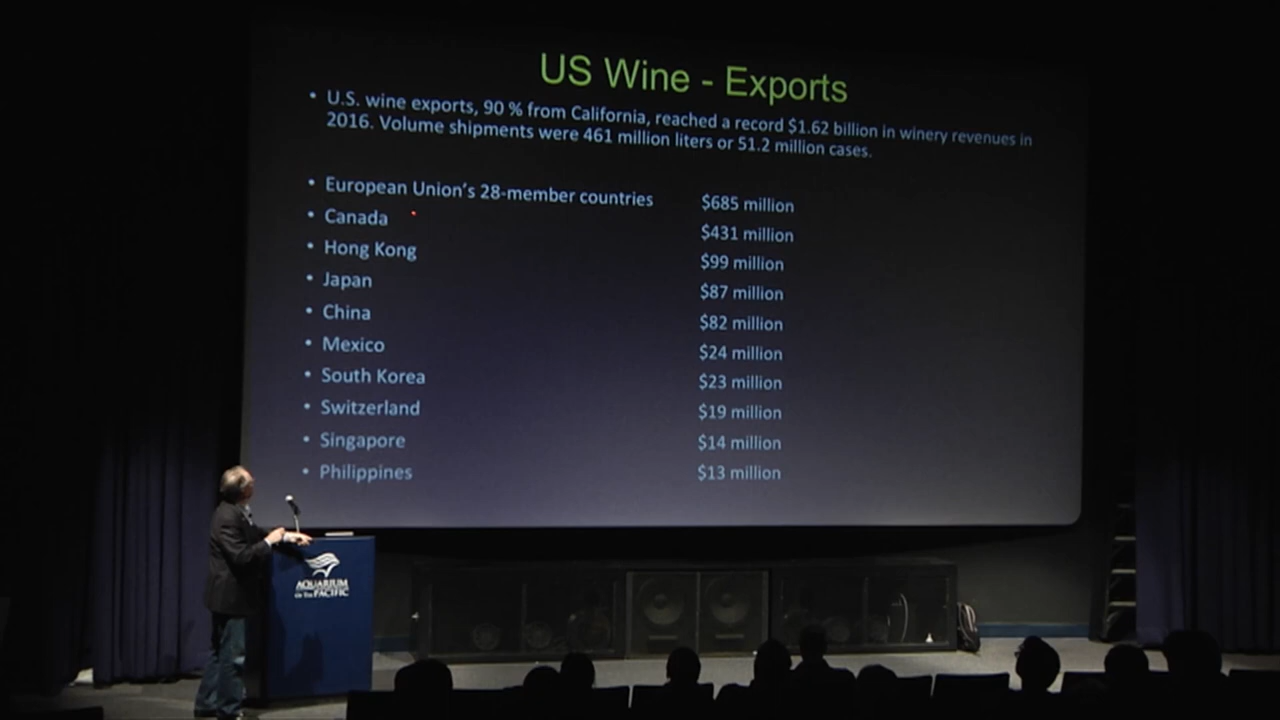 US Wine - Exports
• U.S. wine exports, 90 % from California, reached a record $1.62 billion in winery revenues in
2016. Volume shipments were 461 million liters or 51.2 million cases.
• European Union's 28-member countries $685 million
• Canada $431 million
• Hong Kong $99 million
• Japan $87 million
• China $82 million
• Mexico $24 million
• South Korea $23 million
• Switzerland $19 million
• Singapore $14 million
• Philippines $13 million
AQUARIUM
OF THE PACIFIC